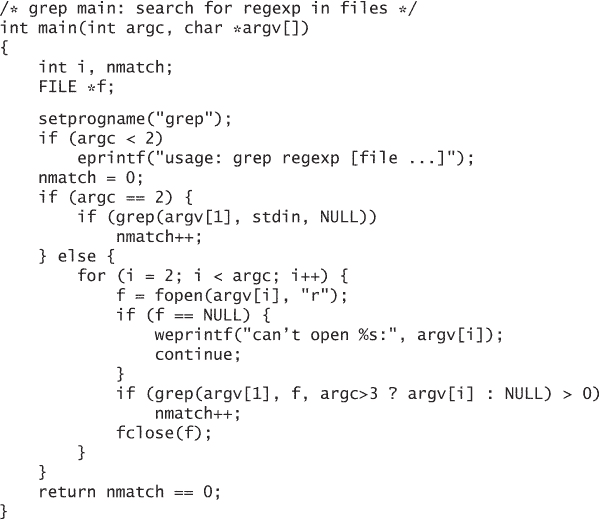 /* grep main: search for regexp in files */
int main(int argc, char *argv[])
{
    int i, nmatch;
    FILE *f;

    setprogname("grep");
    if (argc < 2)
        eprintf("usage: grep regexp [file ...]");
    nmatch = 0;
    if (argc == 2) {
        if (grep(argv[1], stdin, NULL))
            nmatch++;
    } else {
        for (i = 2; i < argc; i++) {
            f = fopen(argv[i], "r");
            if (f == NULL) {
                weprintf("can't open %s:", argv[i]);
                continue;
            }
            if (grep(argv[1], f, argc>3 ? argv[i] : NULL) > 0)
                nmatch++;
            fclose(f);
        }
    }
    return nmatch == 0;
}